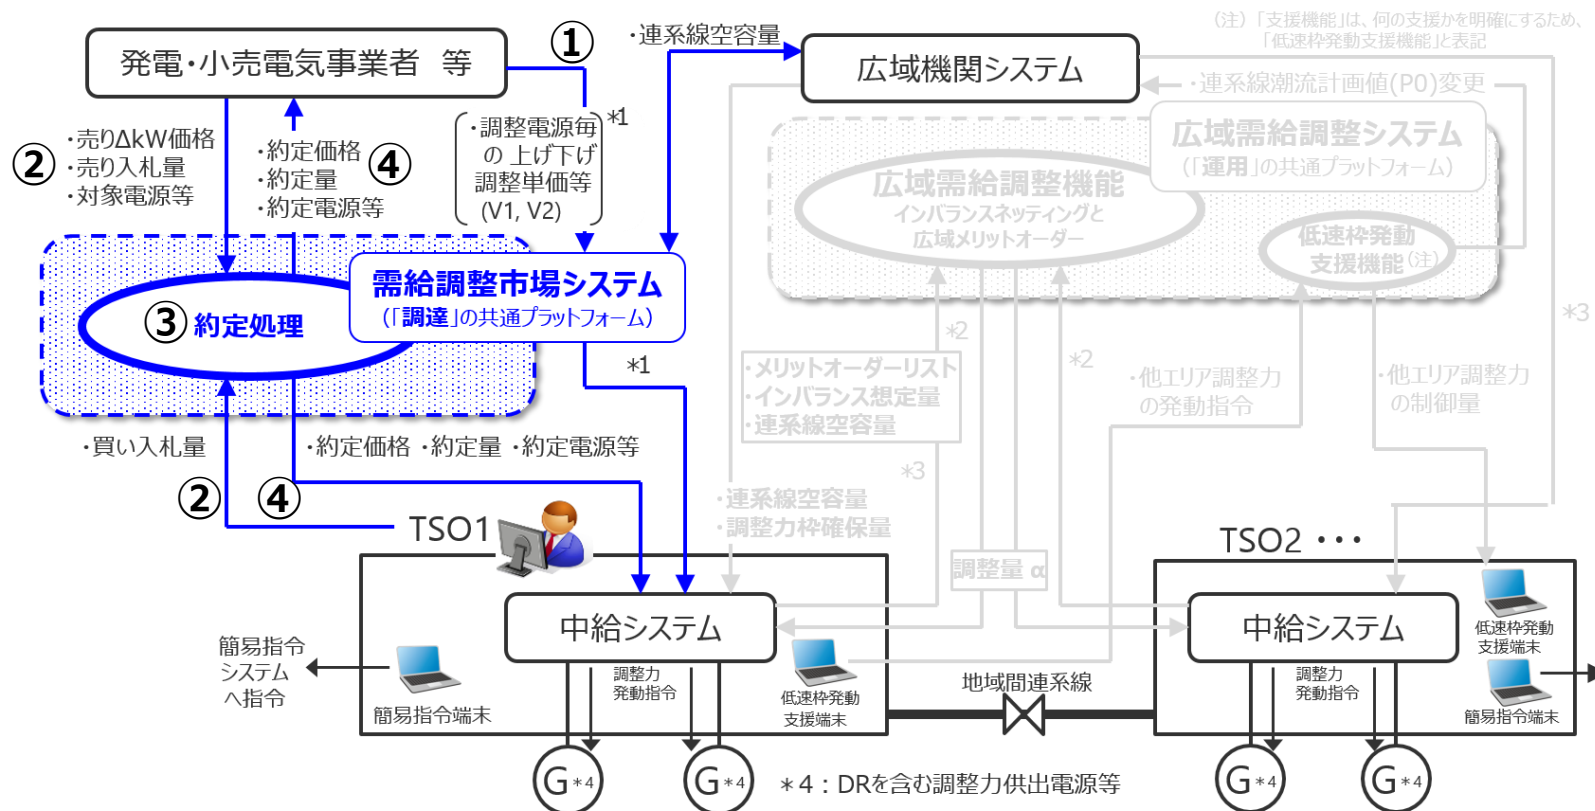 (注)「支援機能」は、何の支援かを明確にするため、
「低速枠発動支援機能」と表記
発電・小売電気事業者 等
①
・連系線空容量
広域機関システム
・連系線潮流計画値(P0)変更
*1
・調整電源毎
の 上げ下げ
調整単価等
(V1, V2)
②
・売りΔkW価格
・売り入札量
・対象電源等
・約定価格
・約定量
・約定電源等
④
広域需給調整システム
(「運用」の共通プラットフォーム)
広域需給調整機能
インバランスネッティングと
広域メリットオーダー
低速枠発動
支援機能(注)
需給調整市場システム
(「調達」の共通プラットフォーム)
③ 約定処理
*1
*2
*2
*3
・メリットオーダーリスト
・インバランス想定量
・連系線空容量
・他エリア調整力
の発動指令
・他エリア調整力
の制御量
・買い入札量
・約定価格 ・約定量 ・約定電源等
*3
②
④
・連系線空容量
・調整力枠確保量
TSO1
TSO2 ・・・
調整量 α
中給システム
中給システム
低速枠発動
支援端末
簡易指令
システム
へ指令
簡易指令端末
調整力
発動指令
低速枠発動
支援端末
地域間連系線
調整力
発動指令
簡易指令端末
G*4
G*4
*4:DRを含む調整力供出電源等
G*4
G*4